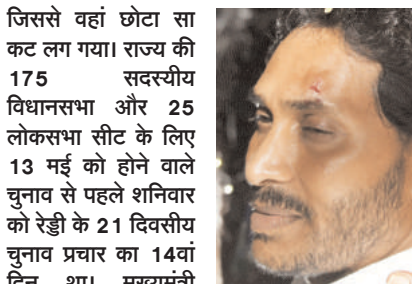 जिससे वहां छोटा सा
कट लग गया। राज्य की
175 सदस्यीय
विधानसभा और 25
लोकसभा सीट के लिए
13 मई को होने वाले
चुनाव से पहले शनिवार
को रेड्डी के 21 दिवसीय
चुनाव प्रचार का 14वां
दिन था। मुख्यमंत्री